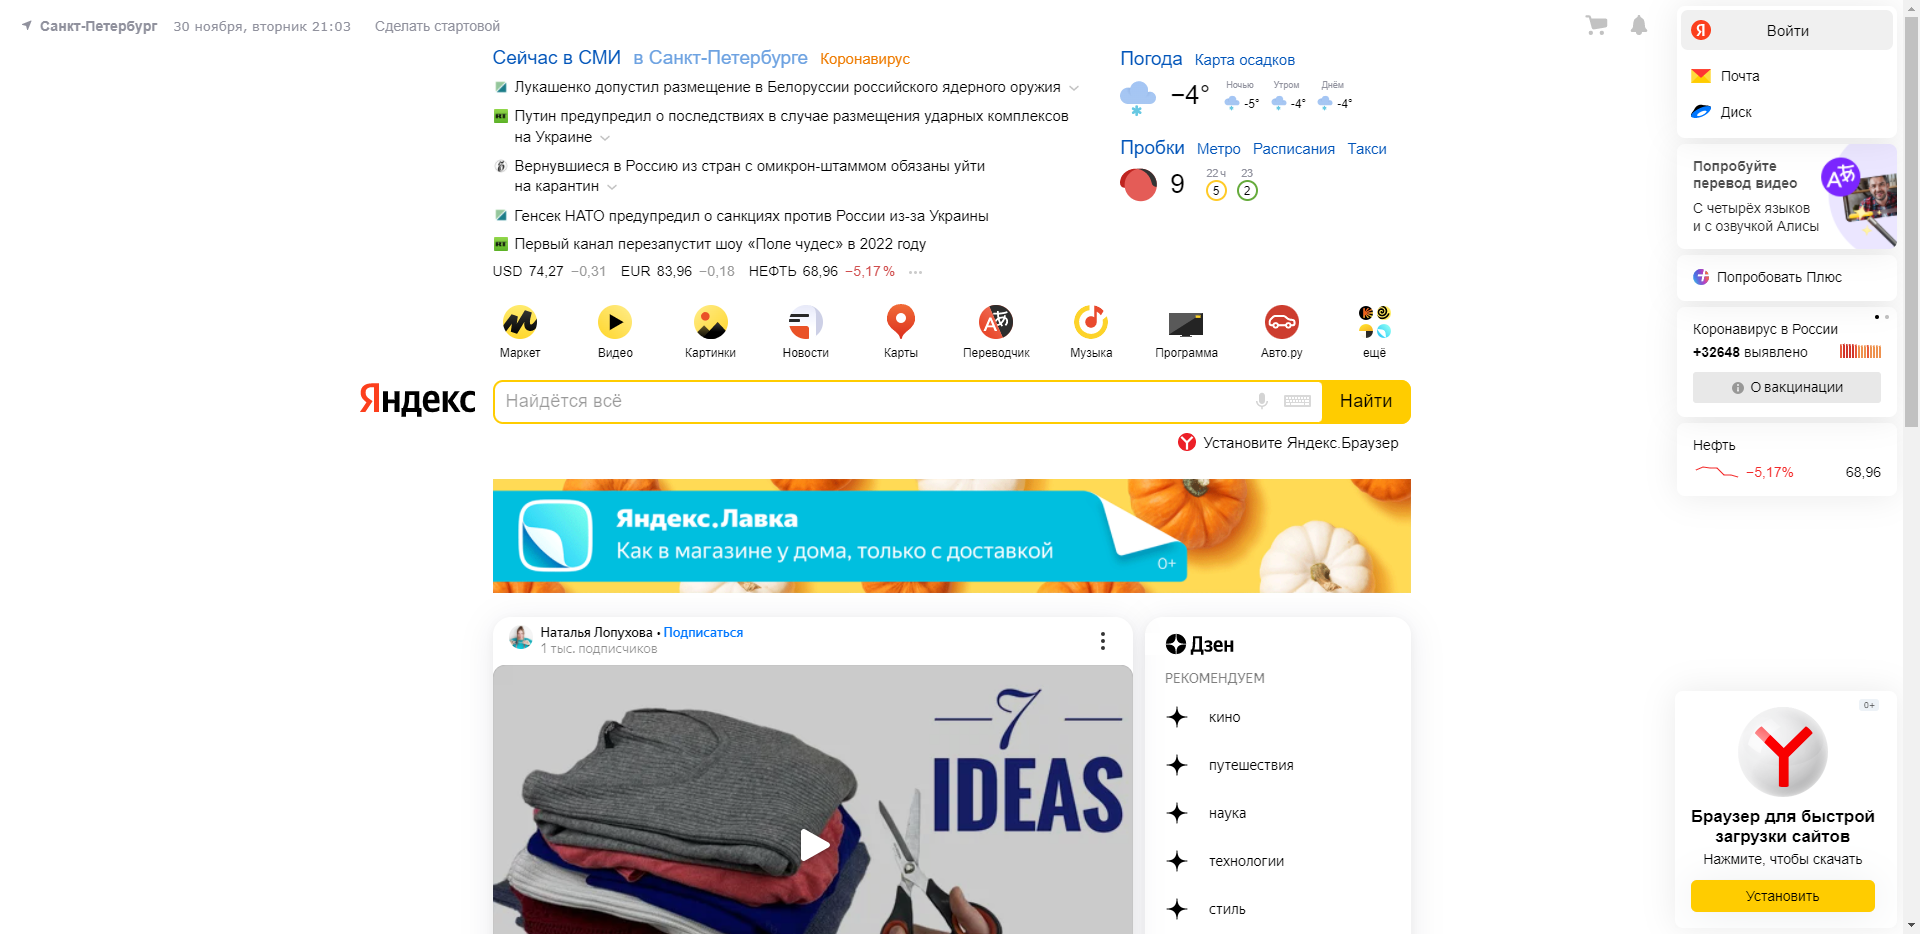 Санкт-Петербург 30 ноября, вторник 21:03 Сделать стартовой
Сейчас в СМИ в Санкт-Петербурге Коронавирус
Лукашенко допустил размещение в Белоруссии российского ядерного оружия
Путин предупредил о последствиях в случае размещения ударных комплексов
на Украине
Вернувшиеся в Россию из стран с омикрон-штаммом обязаны уйти
на карантин
Генсек НАТО предупредил о санкциях против России из-за Украины
Первый канал перезапустит шоу «Поле чудес» в 2022 году
USD 74,27 −0,31 EUR 83,96 −0,18 НЕФТЬ 68,96 −5,17% ···
Погода Карта осадков
−4° Ночью -5° Утром -4° Днём -4°
Пробки Метро Расписания Такси
9 22 ч 5 23 2
Маркет Видео Картинки Новости Карты Переводчик Музыка Программа Авто.ру ещё
Яндекс Найдётся всё Найти
Установите Яндекс.Браузер
Яндекс.Лавка
Как в магазине у дома, только с доставкой
0+
Наталья Лопухова • Подписаться
1 тыс. подписчиков
7
IDEAS
Дзен
РЕКОМЕНДУЕМ
кино
путешествия
наука
технологии
стиль
Я Войти
Почта
Диск
Попробуйте
перевод видео
С четырёх языков
и с озвучкой Алисы
Aあ
Попробовать Плюс
Коронавирус в России
+32648 выявлено
О вакцинации
Нефть
−5,17% 68,96
0+
Y
Браузер для быстрой
загрузки сайтов
Нажмите, чтобы скачать
Установить